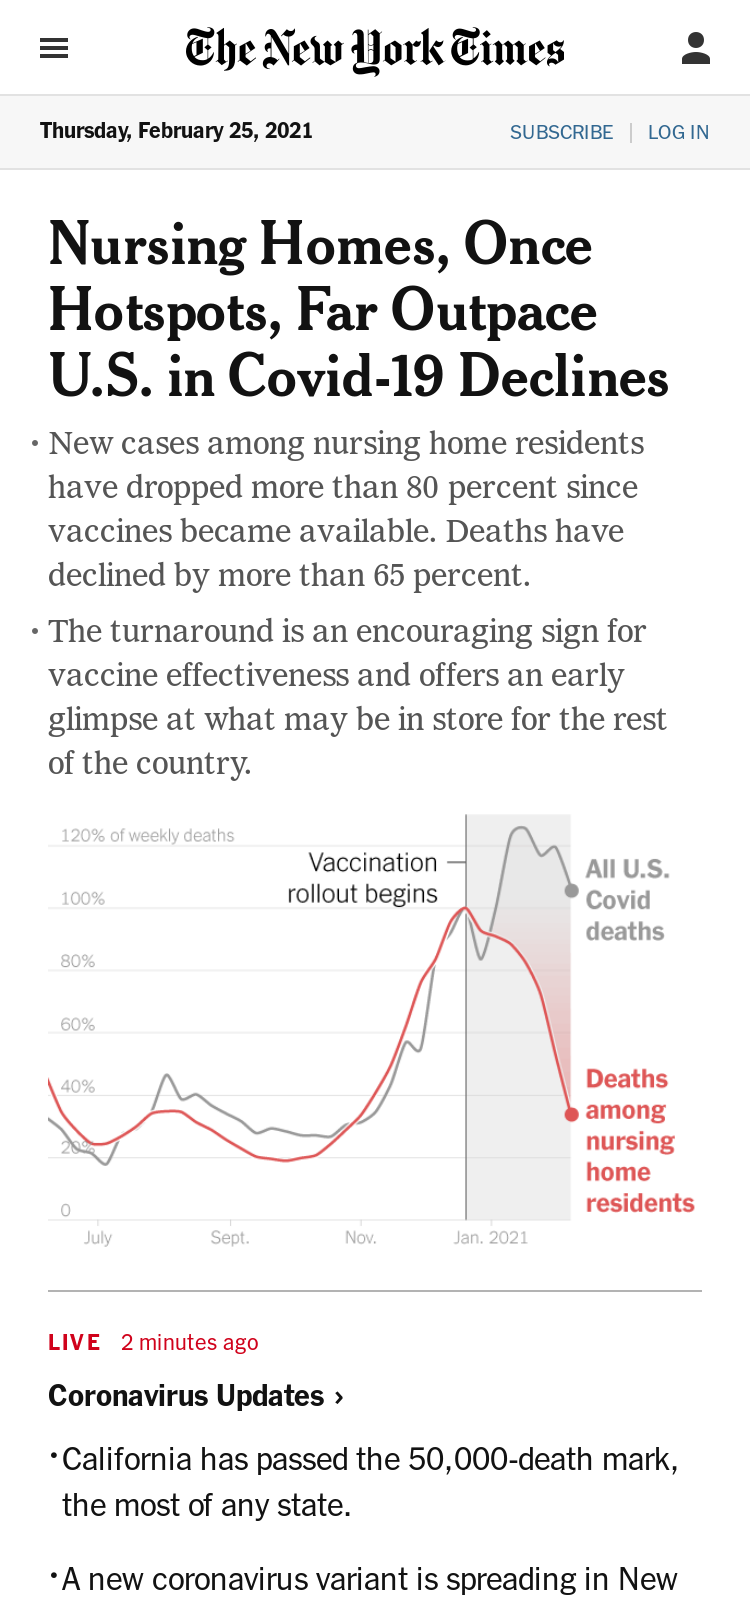 The New York Times
Thursday, February 25, 2021
SUBSCRIBE | LOG IN
Nursing Homes, Once
Hotspots, Far Outpace
U.S. in Covid-19 Declines
• New cases among nursing home residents
have dropped more than 80 percent since
vaccines became available. Deaths have
declined by more than 65 percent.
• The turnaround is an encouraging sign for
vaccine effectiveness and offers an early
glimpse at what may be in store for the rest
of the country.
120% of weekly deaths
100%
80%
60%
40%
20%
0
Vaccination
rollout begins
All U.S.
Covid
deaths
Deaths
among
nursing
home
residents
July
Sept.
Nov.
Jan. 2021
LIVE 2 minutes ago
Coronavirus Updates ›
• California has passed the 50,000-death mark,
the most of any state.
• A new coronavirus variant is spreading in New